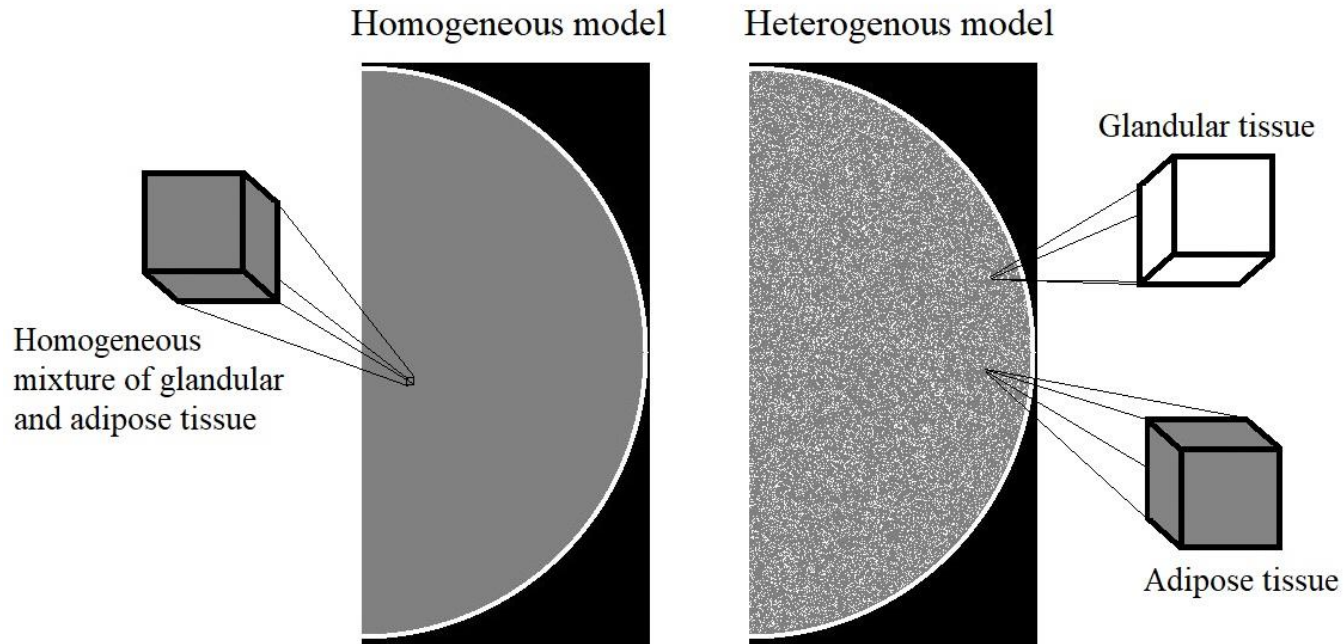 Homogeneous model
Heterogenous model
Glandular tissue
Homogeneous
mixture of glandular
and adipose tissue
Adipose tissue